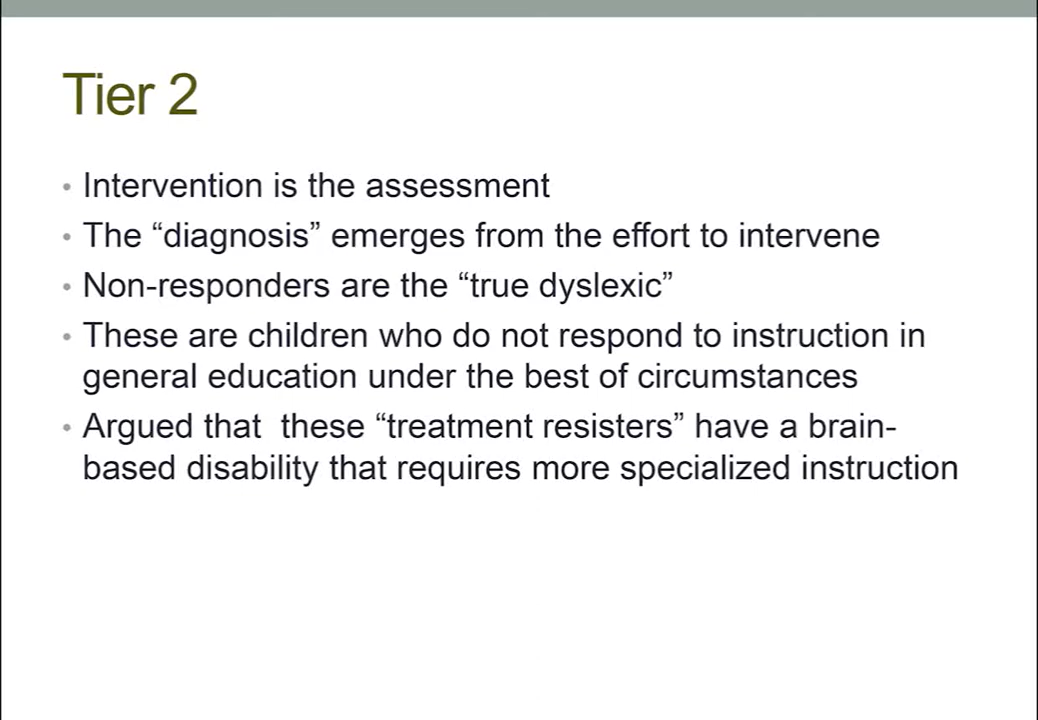 Tier 2
• Intervention is the assessment
• The “diagnosis” emerges from the effort to intervene
• Non-responders are the “true dyslexic”
• These are children who do not respond to instruction in
general education under the best of circumstances
• Argued that  these “treatment resisters” have a brain-
based disability that requires more specialized instruction